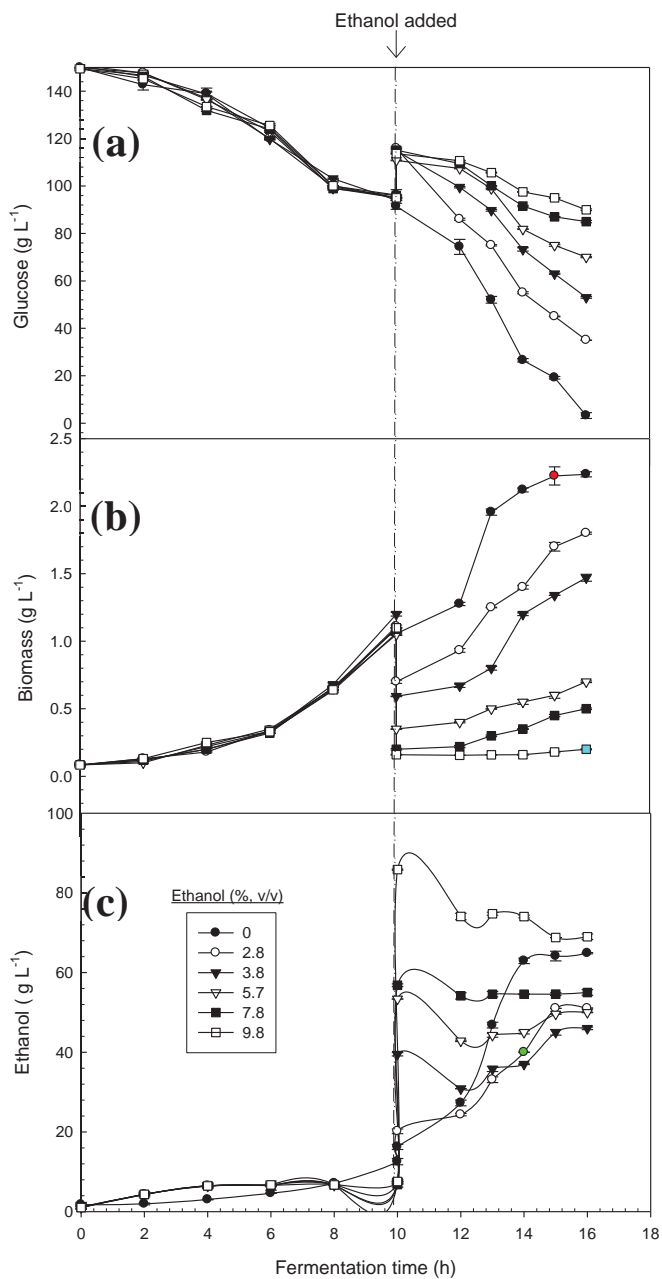 Ethanol added
140
120
100
80
60
40
20
0
Glucose (g L-1)
(a)
2.5
2.0
1.5
1.0
0.5
0.0
Biomass (g L-1)
(b)
100
80
60
40
20
0
Ethanol ( g L-1)
(c)
Ethanol (%, v/v)
0
2.8
3.8
5.7
7.8
9.8
0 2 4 6 8 10 12 14 16 18
Fermentation time (h)